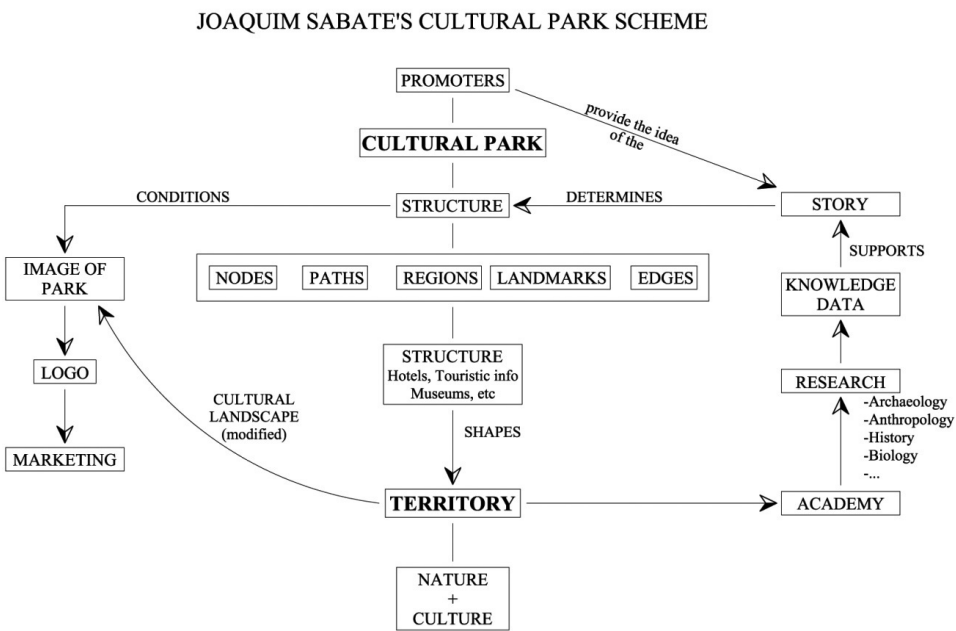 JOAQUIM SABATE'S CULTURAL PARK SCHEME
PROMOTERS
provide the idea
of the
CULTURAL PARK
CONDITIONS
STRUCTURE
DETERMINES
STORY
SUPPORTS
IMAGE OF
PARK
NODES
PATHS
REGIONS
LANDMARKS
EDGES
KNOWLEDGE
DATA
LOGO
STRUCTURE
Hotels, Touristic info
Museums, etc
RESEARCH
-Archaeology
-Anthropology
-History
-Biology
-...
CULTURAL
LANDSCAPE
(modified)
SHAPES
MARKETING
TERRITORY
ACADEMY
NATURE
+
CULTURE